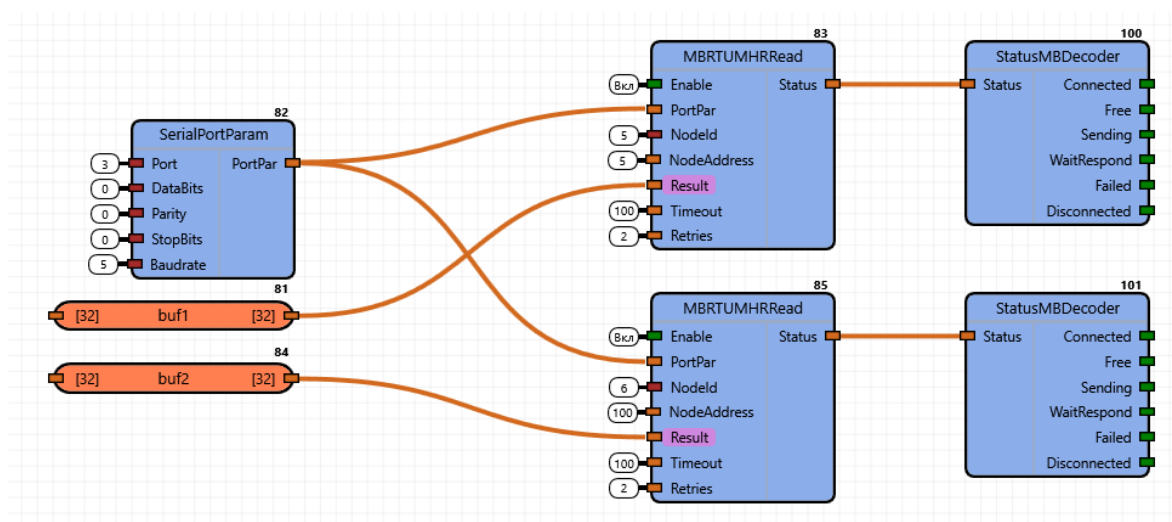 82
SerialPortParam
3 Port PortPar
0 DataBits
0 Parity
0 StopBits
5 Baudrate
81
[32] buf1 [32]
84
[32] buf2 [32]
83
MBRTUMHRRead
Вкл Enable Status
PortPar
5 NodeId
5 NodeAddress
Result
100 Timeout
2 Retries
100
StatusMBDecoder
Status Connected
Free
Sending
WaitRespond
Failed
Disconnected
85
MBRTUMHRRead
Вкл Enable Status
PortPar
6 NodeId
100 NodeAddress
Result
100 Timeout
2 Retries
101
StatusMBDecoder
Status Connected
Free
Sending
WaitRespond
Failed
Disconnected